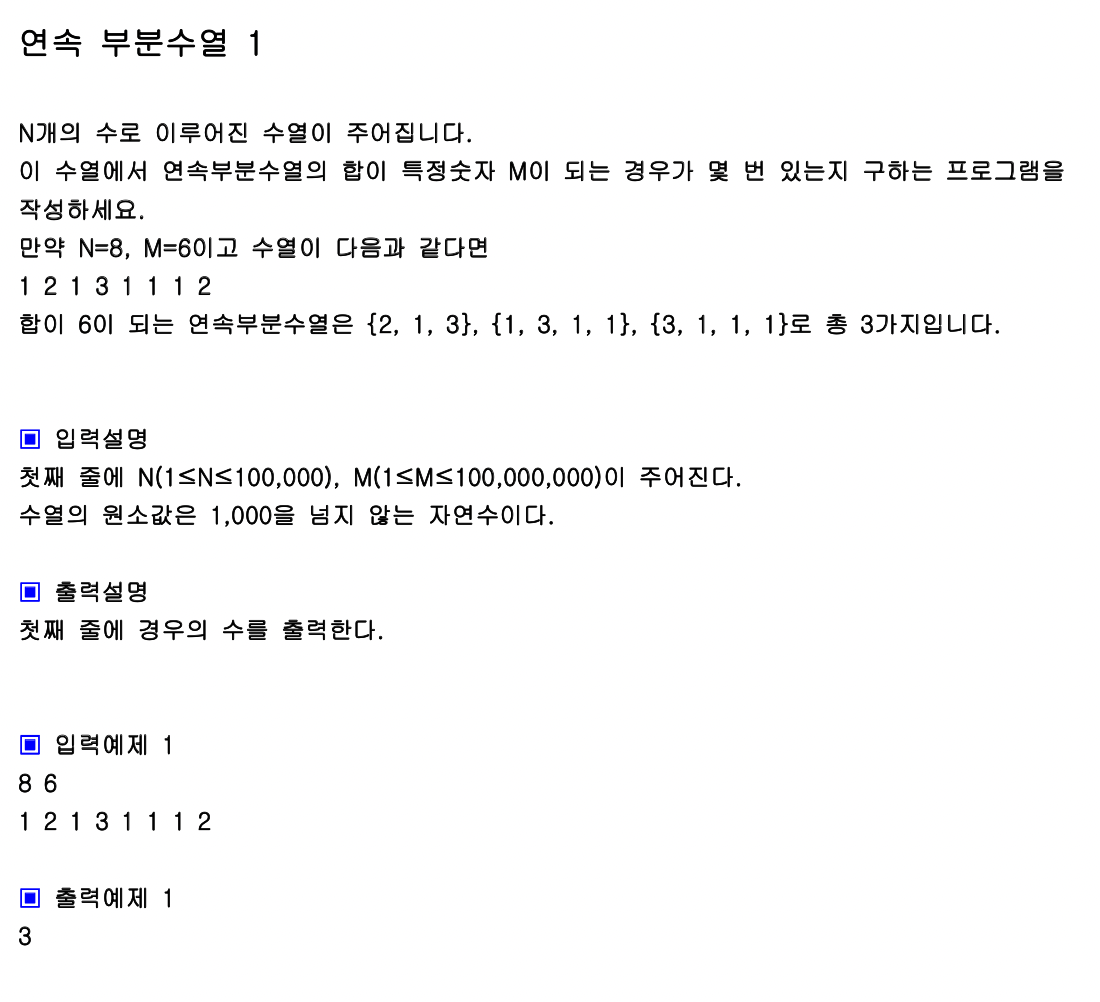 연속 부분수열 1
N개의 수로 이루어진 수열이 주어집니다.
이 수열에서 연속부분수열의 합이 특정숫자 M이 되는 경우가 몇 번 있는지 구하는 프로그램을
작성하세요.
만약 N=8, M=6이고 수열이 다음과 같다면
1 2 1 3 1 1 1 2
합이 6이 되는 연속부분수열은 {2, 1, 3}, {1, 3, 1, 1}, {3, 1, 1, 1}로 총 3가지입니다.
▣ 입력설명
첫째 줄에 N(1≤N≤100,000), M(1≤M≤100,000,000)이 주어진다.
수열의 원소값은 1,000을 넘지 않는 자연수이다.
▣ 출력설명
첫째 줄에 경우의 수를 출력한다.
▣ 입력예제 1
8 6
1 2 1 3 1 1 1 2
▣ 출력예제 1
3